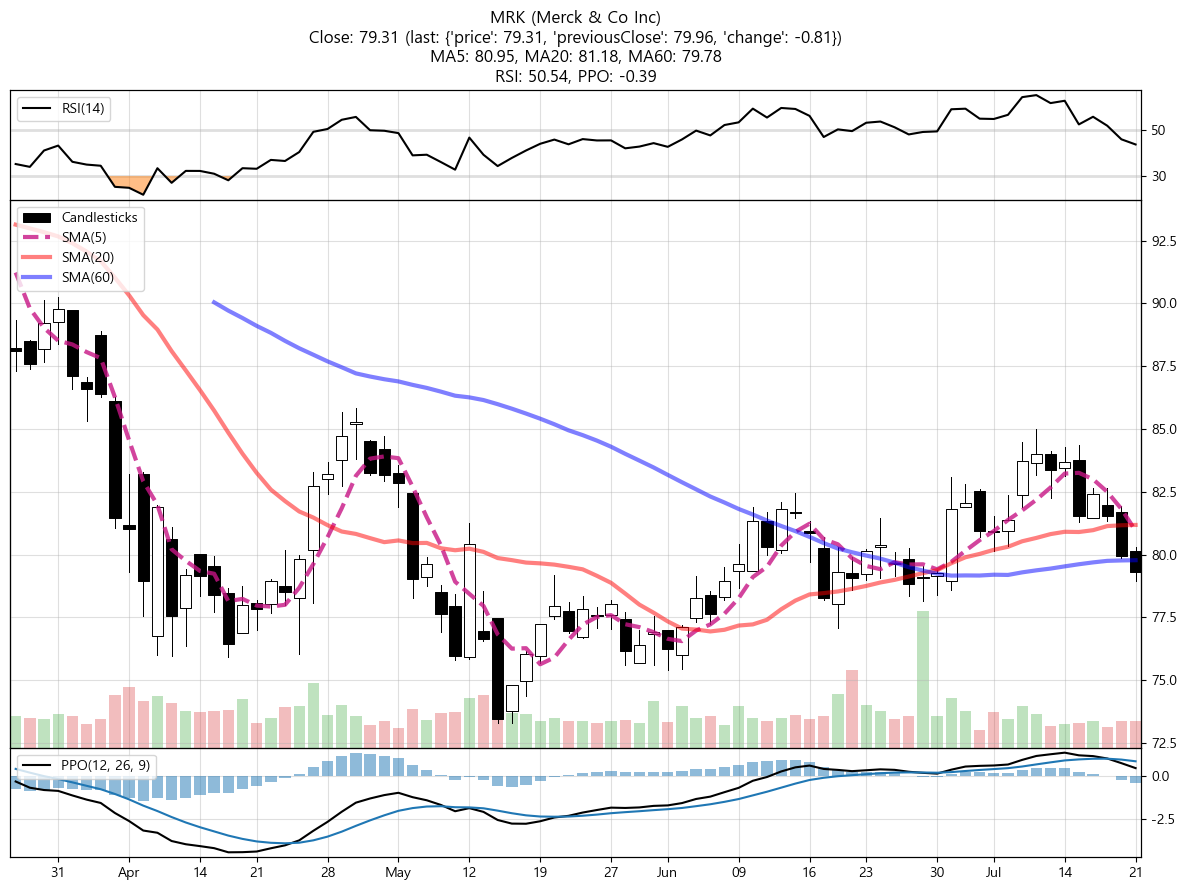 MRK (Merck & Co Inc)
Close: 79.31 (last: {'price': 79.31, 'previousClose': 79.96, 'change': -0.81})
MA5: 80.95, MA20: 81.18, MA60: 79.78
RSI: 50.54, PPO: -0.39
RSI(14)
50
30
Candlesticks
SMA(5)
SMA(20)
SMA(60)
92.5
90.0
87.5
85.0
82.5
80.0
77.5
75.0
72.5
PPO(12, 26, 9)
0.0
-2.5
31 Apr 14 21 28 May 12 19 27 Jun 09 16 23 30 Jul 14 21